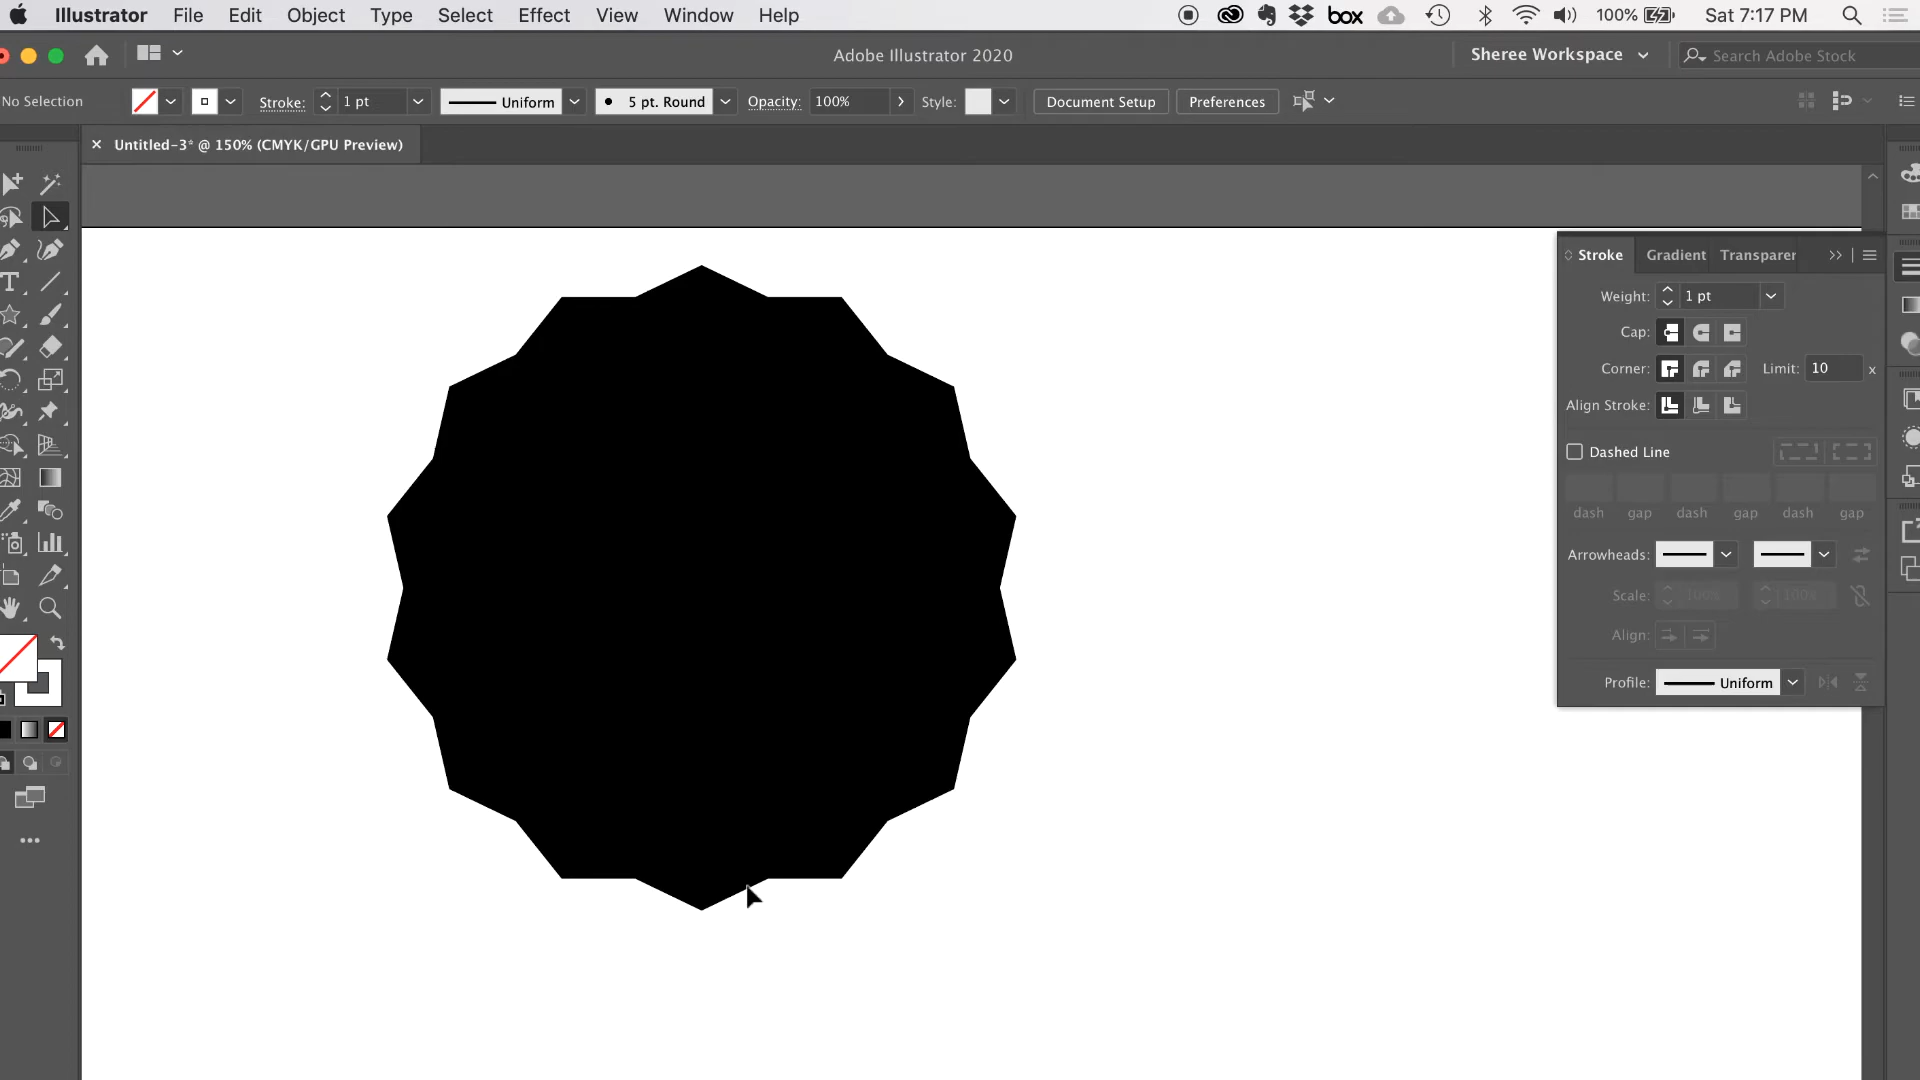 Illustrator File Edit Object Type Select Effect View Window Help box 100% Sat 7:17 PM
Adobe Illustrator 2020 Sheree Workspace Search Adobe Stock
No Selection Stroke: 1 pt Uniform 5 pt. Round Opacity: 100% Style: Document Setup Preferences
Untitled-3* @ 150% (CMYK/GPU Preview)
Stroke Gradient Transparer
Weight: 1 pt
Cap:
Corner: Limit: 10 x
Align Stroke:
Dashed Line
dash gap dash gap dash gap
Arrowheads:
Scale: 100% 100%
Align:
Profile: Uniform